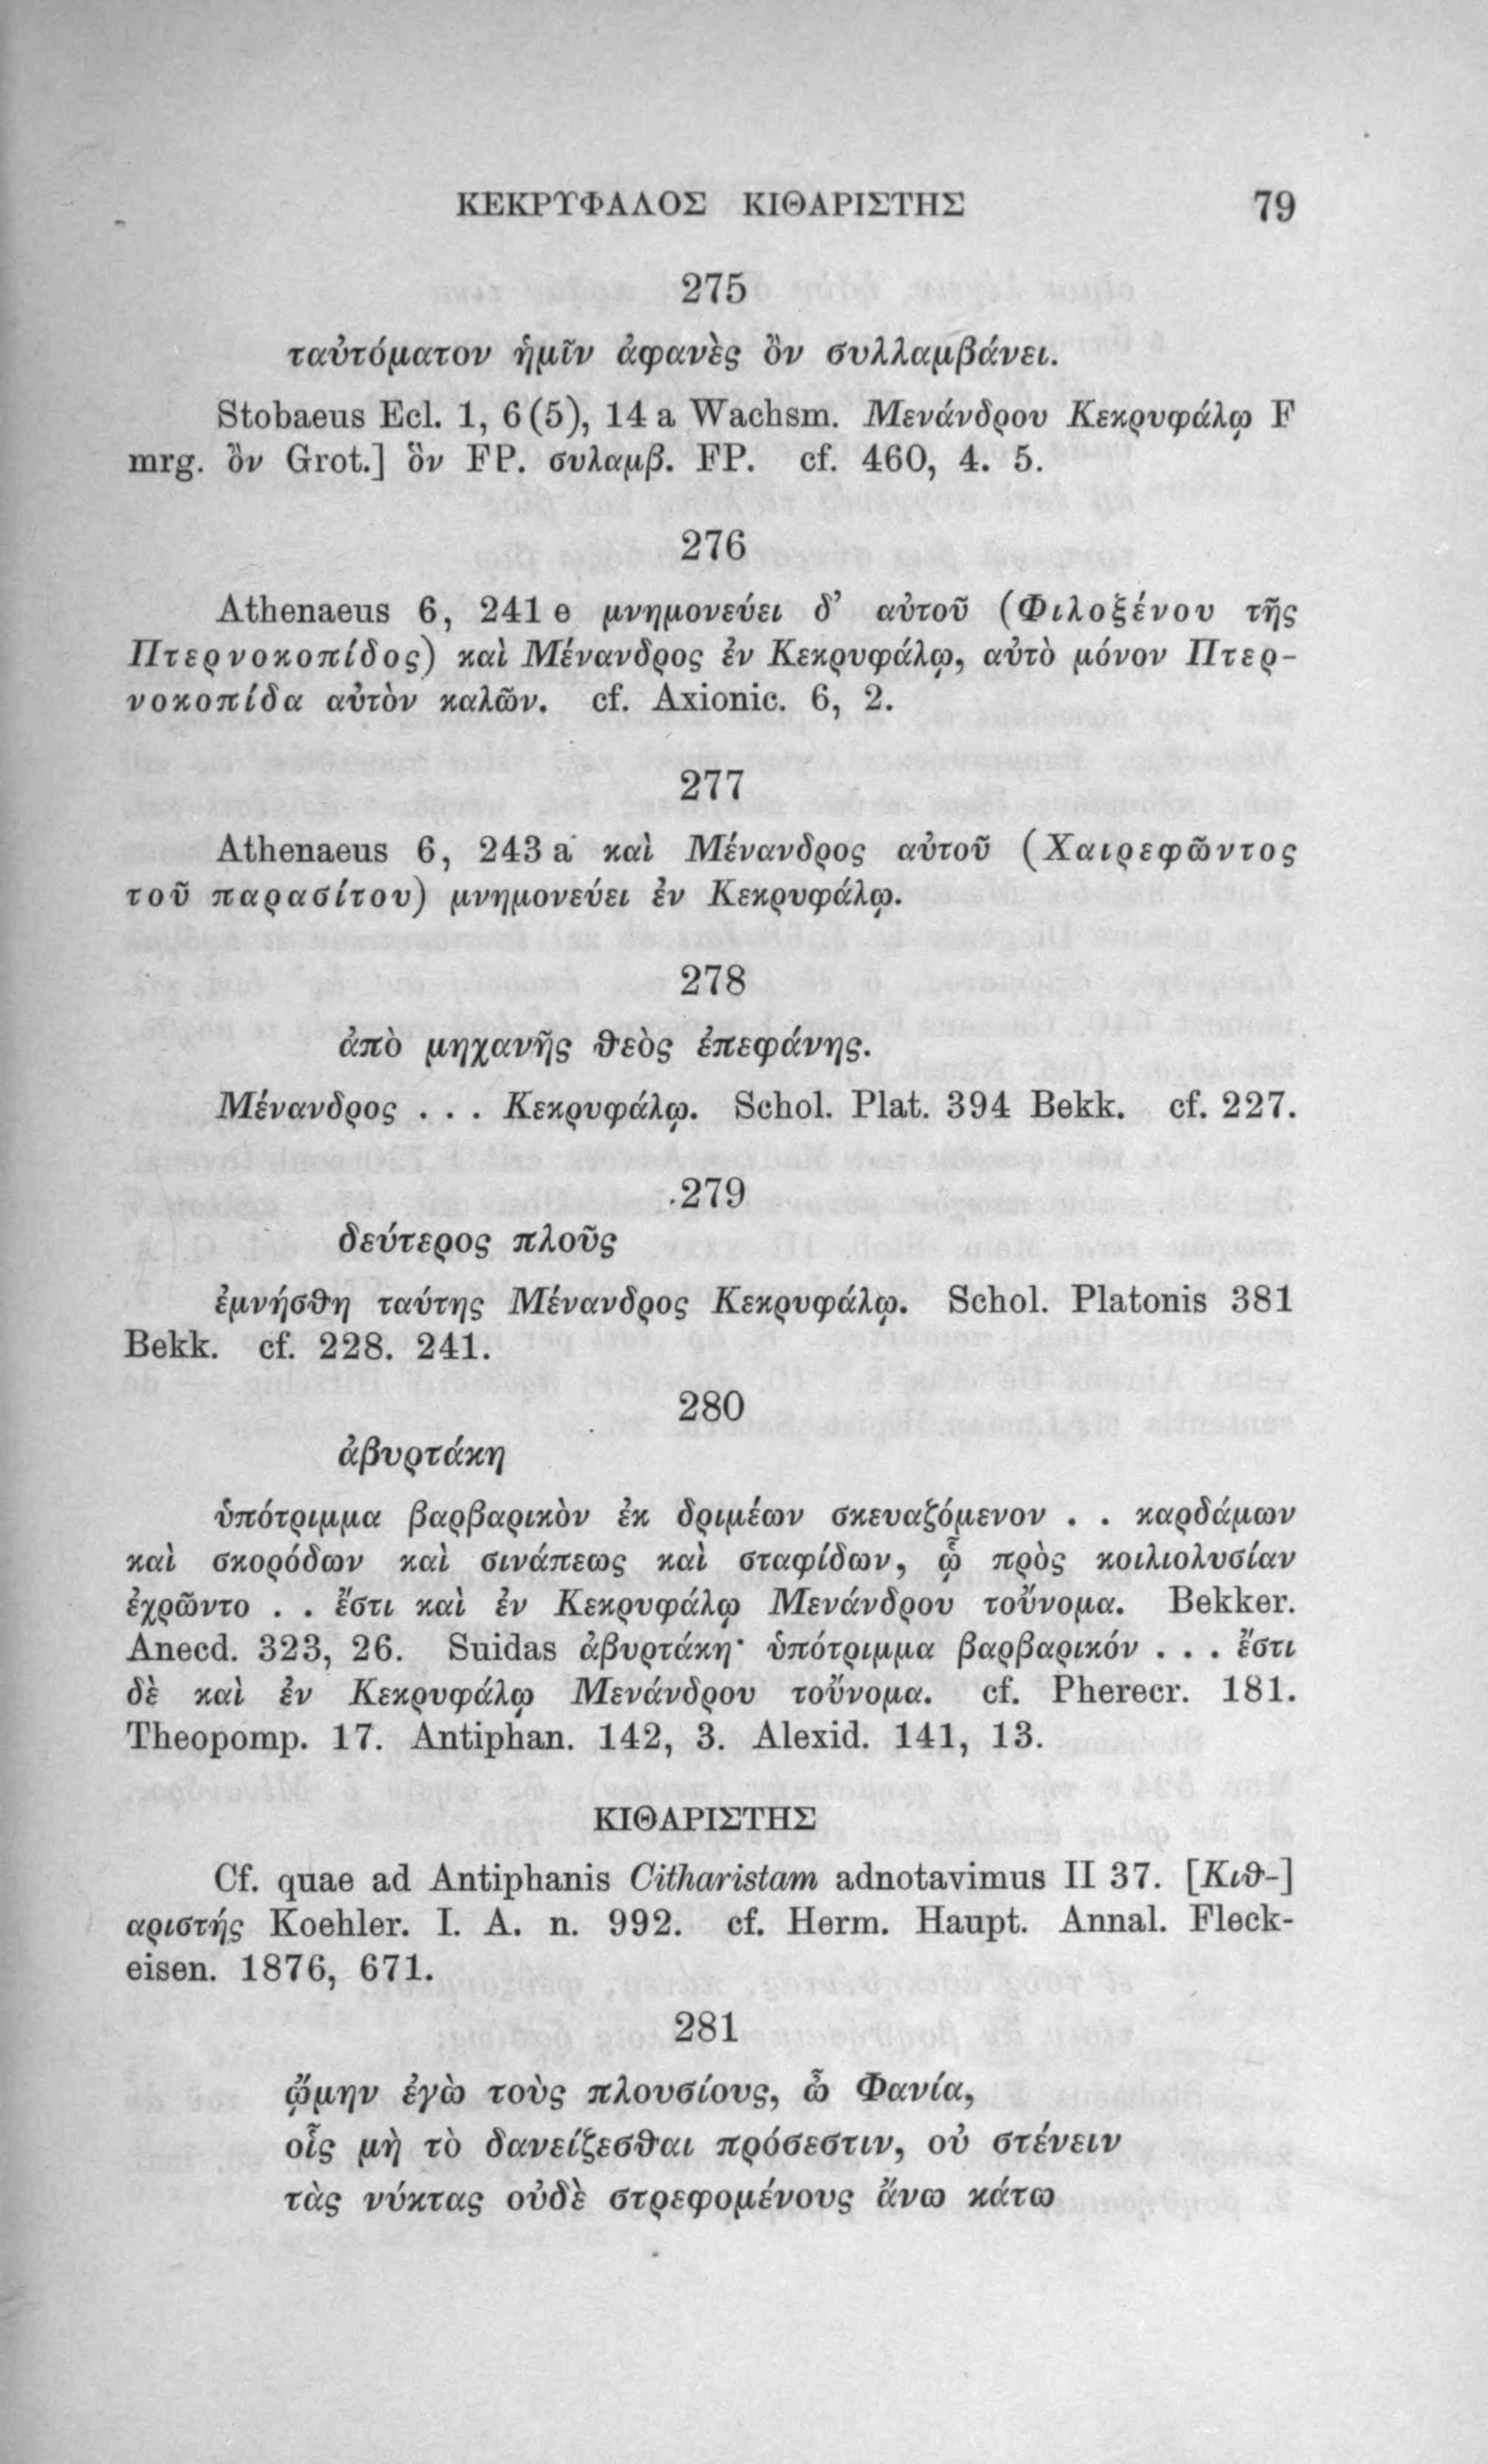 ΚΕΚΡΥΦΑΛΟΣ ΚΙΘΑΡΙΣΤΗΣ 79
275
ταὐτόματον ἡμῖν ἀφανὲς ὂν συλλαμβάνει.
Stobaeus Ecl. 1, 6 (5), 14 a Wachsm. Μενάνδρου Κεκρυφάλῳ F
mrg. ὂν Grot.] ὃν FP. συλαμβ. FP. cf. 460, 4. 5.
276
Athenaeus 6, 241 e μνημονεύει δ’ αὐτοῦ (Φιλοξένου τῆς
Πτερνοκοπίδος) καὶ Μένανδρος ἐν Κεκρυφάλῳ, αὐτὸ μόνον Πτερ-
νοκοπίδα αὐτὸν καλῶν. cf. Axionic. 6, 2.
277
Athenaeus 6, 243 a καὶ Μένανδρος αὐτοῦ (Χαιρεφῶντος
τοῦ παρασίτου) μνημονεύει ἐν Κεκρυφάλῳ.
278
ἀπὸ μηχανῆς θεὸς ἐπεφάνης.
Μένανδρος . . . Κεκρυφάλῳ. Schol. Plat. 394 Bekk. cf. 227.
279
δεύτερος πλοῦς
ἐμνήσθη ταύτης Μένανδρος Κεκρυφάλῳ. Schol. Platonis 381
Bekk. cf. 228. 241.
280
ἀβυρτάκη
ὑπότριμμα βαρβαρικὸν ἐκ δριμέων σκευαζόμενον . . καρδάμων
καὶ σκορόδων καὶ σινάπεως καὶ σταφίδων, ᾧ πρὸς κοιλιολυσίαν
ἐχρῶντο . . ἔστι καὶ ἐν Κεκρυφάλῳ Μενάνδρου τοὔνομα. Bekker.
Anecd. 323, 26. Suidas ἀβυρτάκη· ὑπότριμμα βαρβαρικόν . . . ἔστι
δὲ καὶ ἐν Κεκρυφάλῳ Μενάνδρου τοὔνομα. cf. Pherecr. 181.
Theopomp. 17. Antiphan. 142, 3. Alexid. 141, 13.
ΚΙΘΑΡΙΣΤΗΣ
Cf. quae ad Antiphanis Citharistam adnotavimus II 37. [Κιθ-]
αριστής Koehler. I. A. n. 992. cf. Herm. Haupt. Annal. Fleck-
eisen. 1876, 671.
281
ᾤμην ἐγὼ τοὺς πλουσίους, ὦ Φανία,
οἷς μὴ τὸ δανείζεσθαι πρόσεστιν, οὐ στένειν
τὰς νύκτας οὐδὲ στρεφομένους ἄνω κάτω